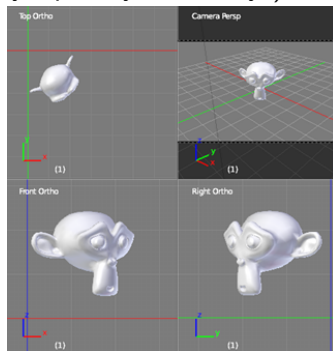 Top Ortho
Camera Persp
y
x
(1)
z
y
x
(1)
Front Ortho
Right Ortho
z
x
(1)
z
y
(1)